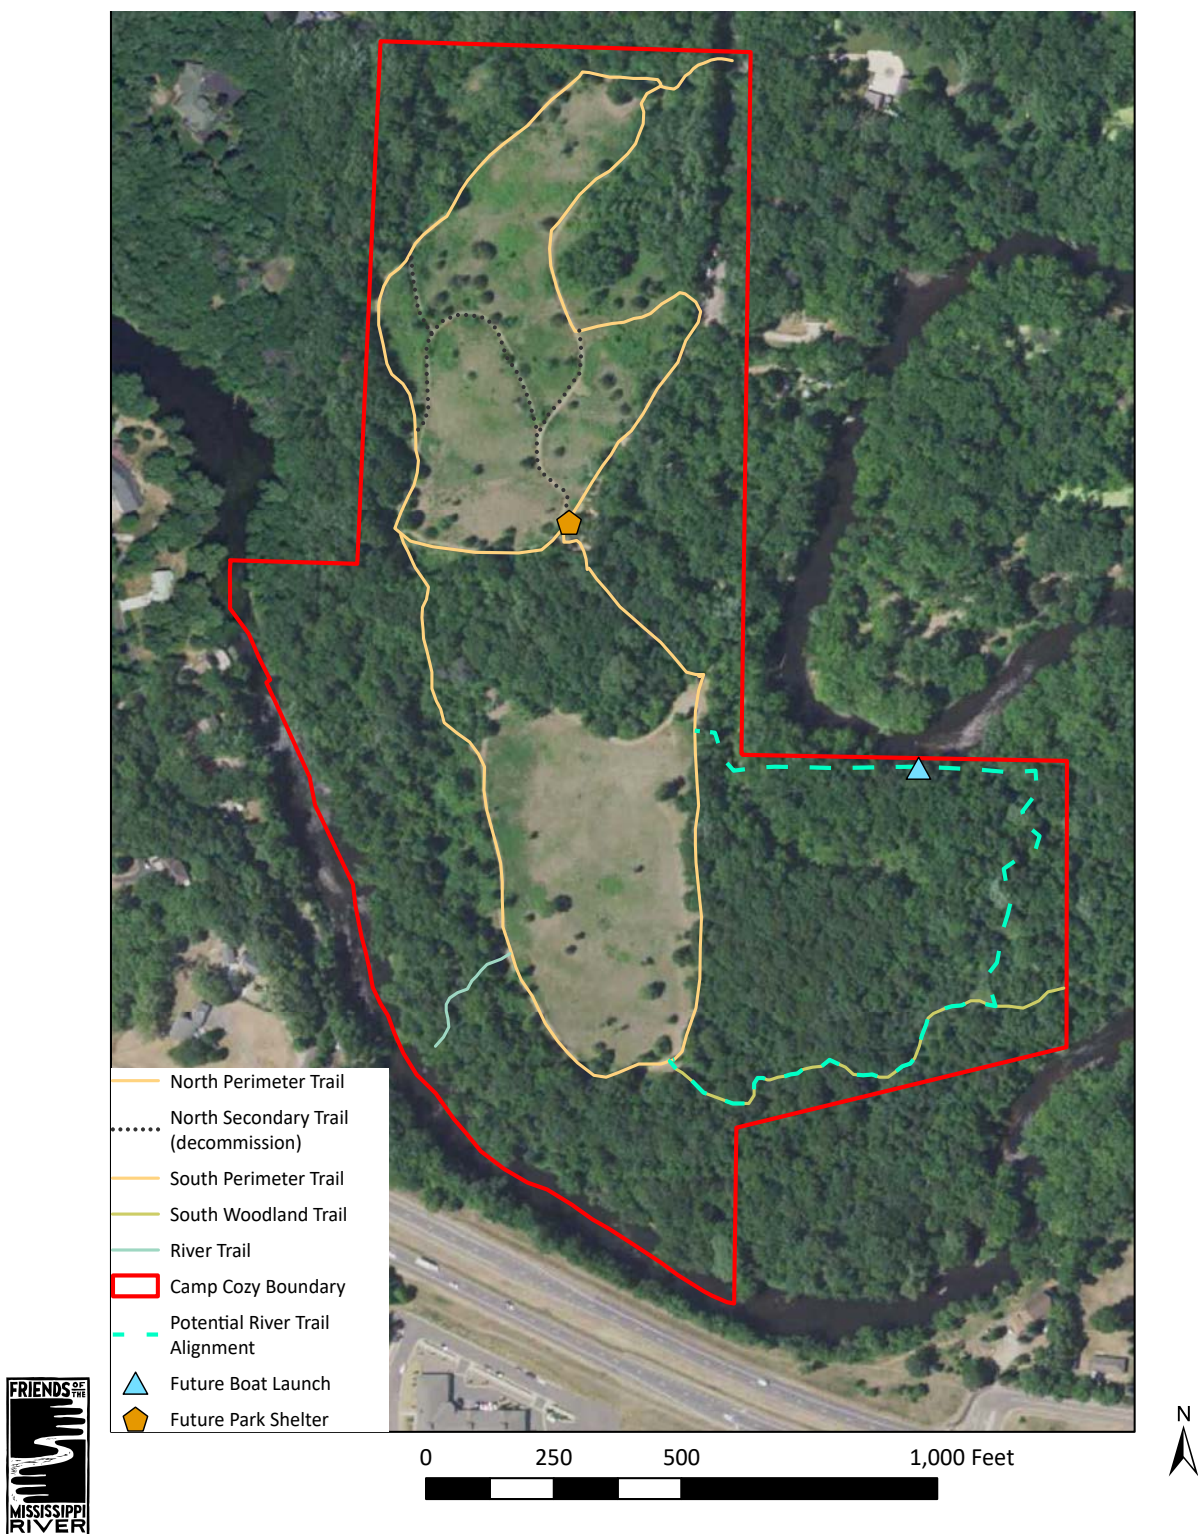 North Perimeter Trail
North Secondary Trail
(decommission)
South Perimeter Trail
South Woodland Trail
River Trail
Camp Cozy Boundary
Potential River Trail
Alignment
Future Boat Launch
Future Park Shelter
FRIENDS OF THE
MISSISSIPPI
RIVER
0 250 500 1,000 Feet
N